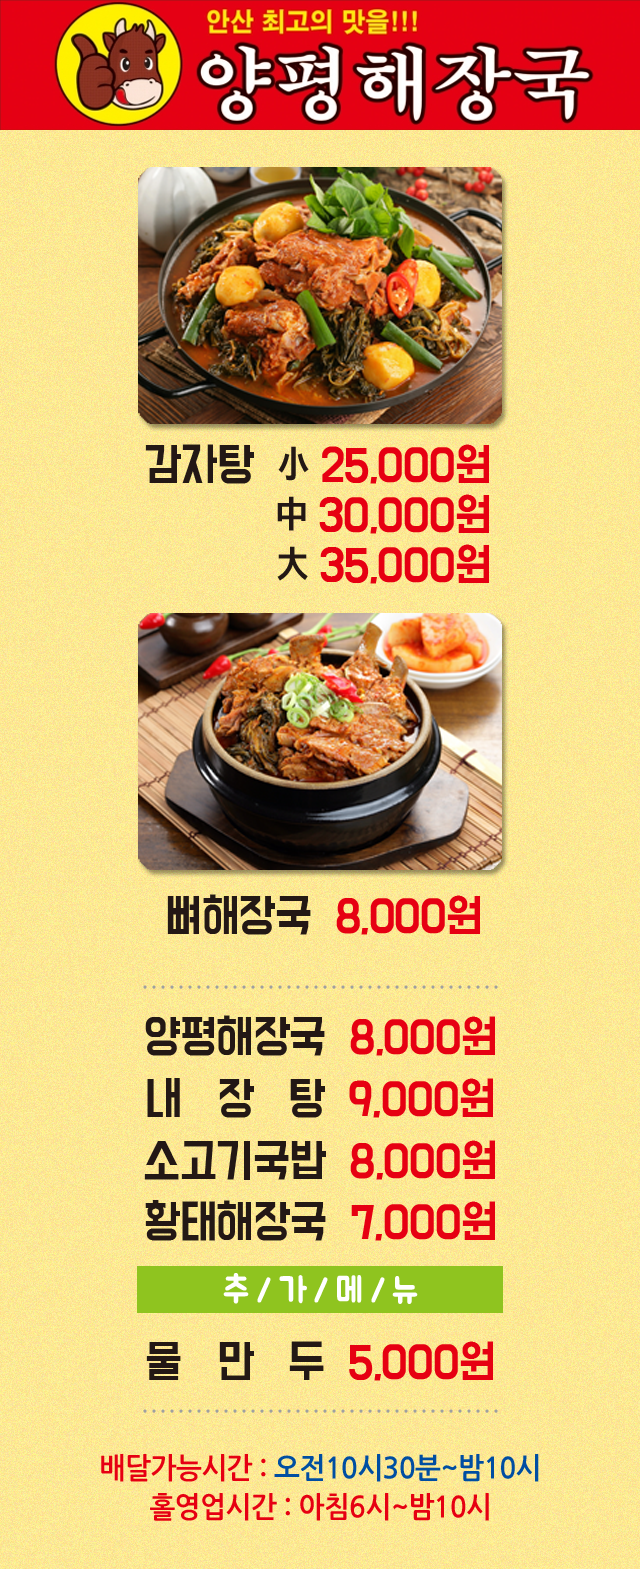 안산 최고의 맛을!!!
양평해장국
감자탕 小 25,000원
中 30,000원
大 35,000원
뼈해장국 8,000원
양평해장국 8,000원
내 장 탕 9,000원
소고기국밥 8,000원
황태해장국 7,000원
추/가/메/뉴
물 만 두 5,000원
배달가능시간 : 오전10시30분~밤10시
홀영업시간 : 아침6시~밤10시